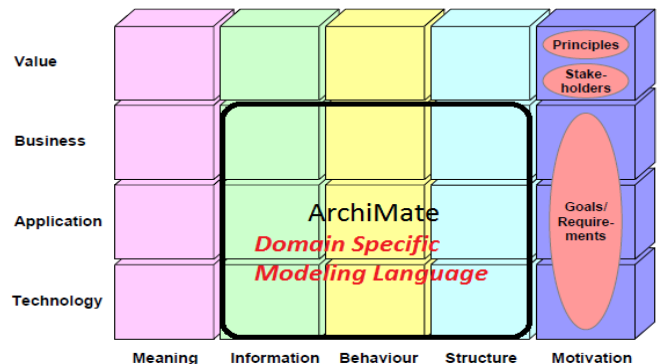 Value
Principles
Stake-
holders
Business
Application
ArchiMate
Goals/
Require-
ments
Domain Specific
Modeling Language
Technology
Meaning Information Behaviour Structure Motivation